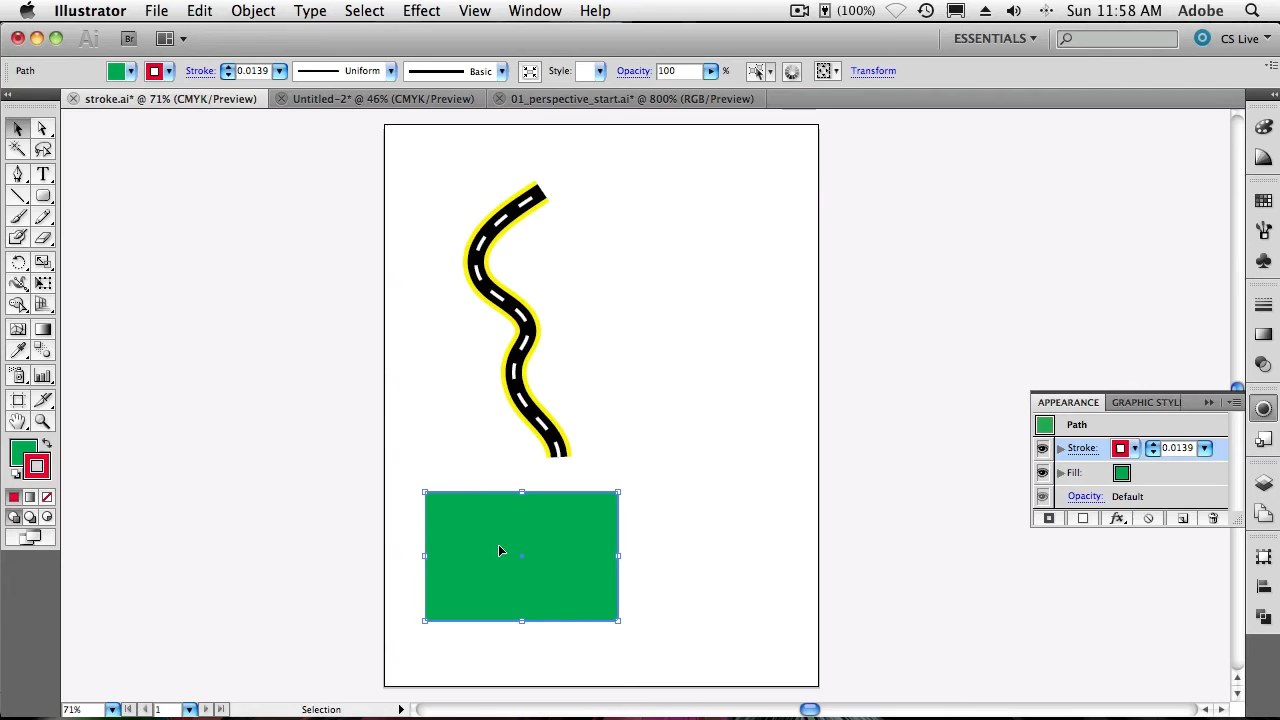 Illustrator File Edit Object Type Select Effect View Window Help (100%) Sun 11:58 AM Adobe
Ai Br ESSENTIALS CS Live
Path Stroke: 0.0139 Uniform Basic Style: Opacity: 100 % Transform
stroke.ai* @ 71% (CMYK/Preview) Untitled-2* @ 46% (CMYK/Preview) 01_perspective_start.ai* @ 800% (RGB/Preview)
T
APPEARANCE GRAPHIC STYL
Path
Stroke: 0.0139
Fill:
Opacity: Default
fx
71% 1 Selection